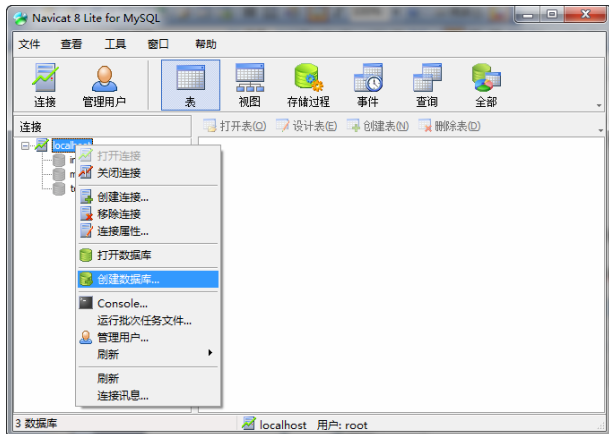 Navicat 8 Lite for MySQL
文件 查看 工具 窗口 帮助
连接 管理用户 表 视图 存储过程 事件 查询 全部
连接
打开表(O) 设计表(E) 创建表(N) 删除表(D)
localhost
打开连接
关闭连接
创建连接...
移除连接
连接属性...
打开数据库
创建数据库...
Console...
运行批次任务文件...
管理用户...
刷新
刷新
连接讯息...
3 数据库 localhost 用户: root